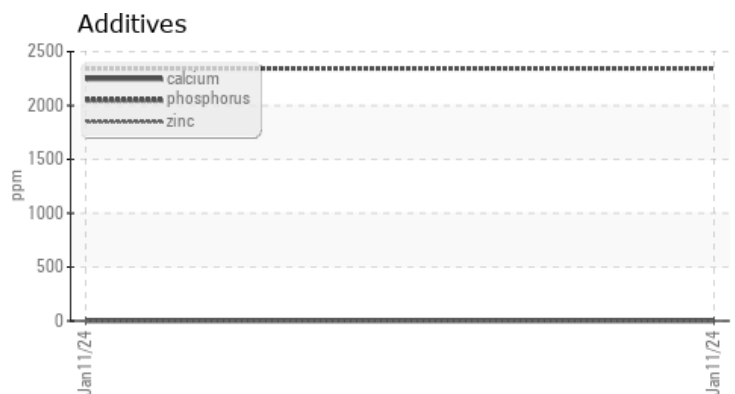 Additives
2500
2000
1500
1000
500
0
ppm
calcium
phosphorus
zinc
Jan11/24
Jan11/24